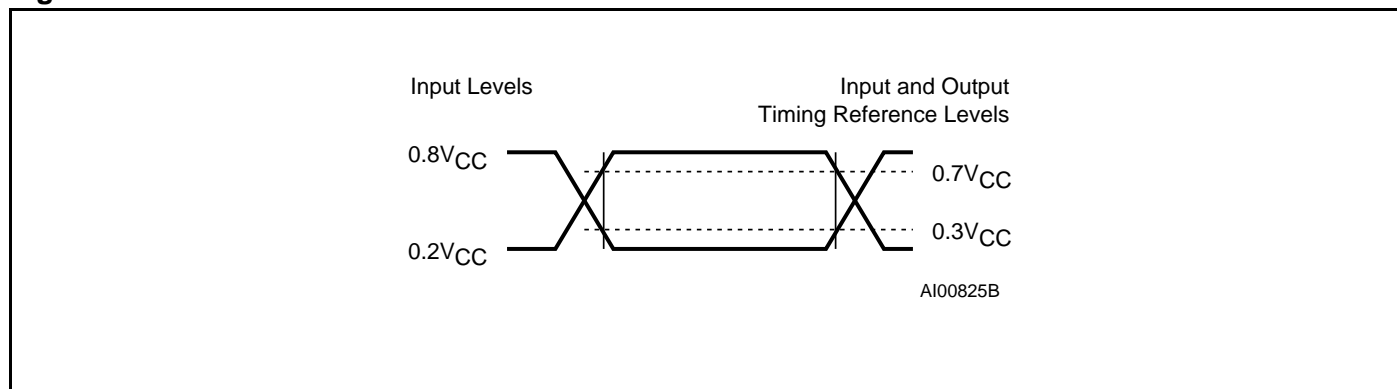 Input Levels
Input and Output
Timing Reference Levels
0.8VCC
0.7VCC
0.3VCC
0.2VCC
AI00825B